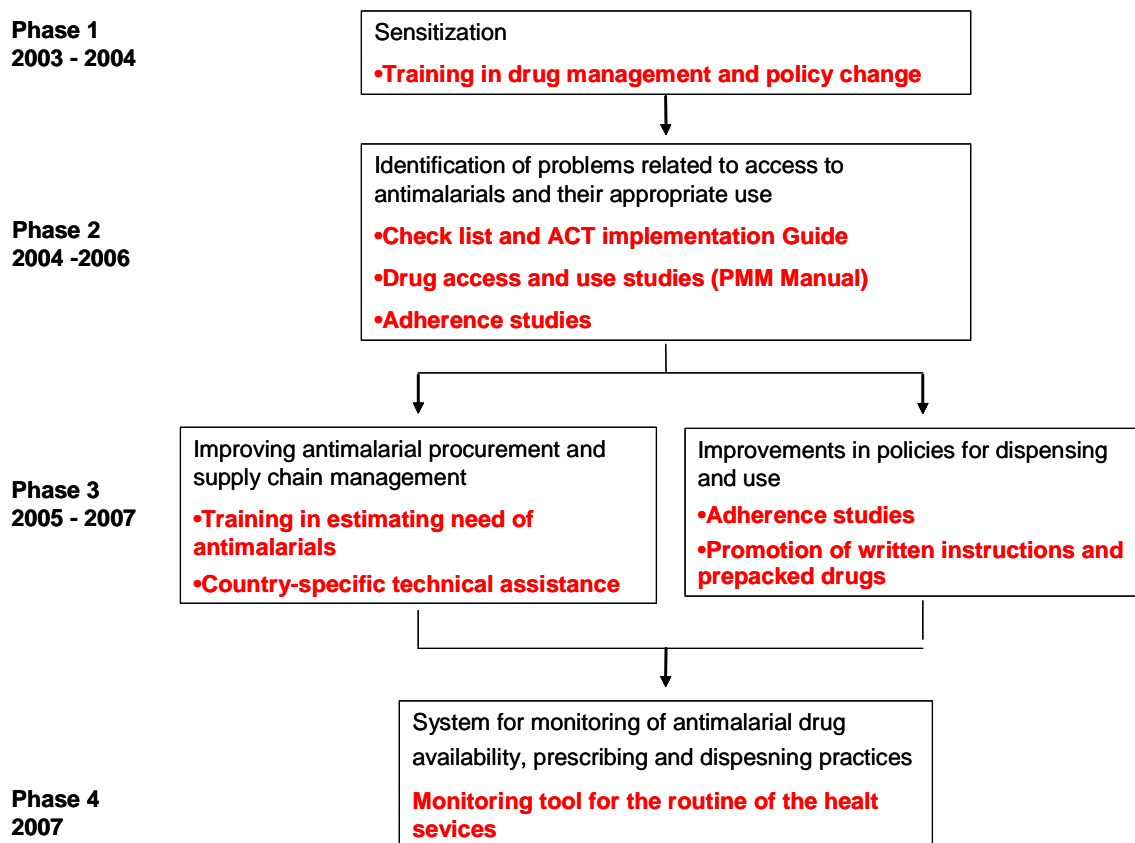 Phase 1
2003 - 2004
Sensitization
•Training in drug management and policy change
Phase 2
2004 -2006
Identification of problems related to access to
antimalarials and their appropriate use
•Check list and ACT implementation Guide
•Drug access and use studies (PMM Manual)
•Adherence studies
Phase 3
2005 - 2007
Improving antimalarial procurement and
supply chain management
•Training in estimating need of
antimalarials
•Country-specific technical assistance
Improvements in policies for dispensing
and use
•Adherence studies
•Promotion of written instructions and
prepacked drugs
Phase 4
2007
System for monitoring of antimalarial drug
availability, prescribing and dispesning practices
Monitoring tool for the routine of the healt
sevices